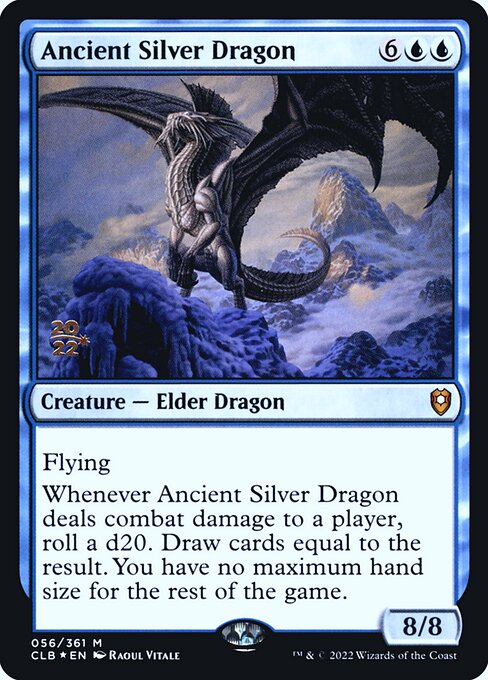 Ancient Silver Dragon 6
20
22
Creature — Elder Dragon
Flying
Whenever Ancient Silver Dragon
deals combat damage to a player,
roll a d20. Draw cards equal to the
result. You have no maximum hand
size for the rest of the game.
8/8
056/361 M
CLB ★ EN Raoul Vitale
™ & © 2022 Wizards of the Coast